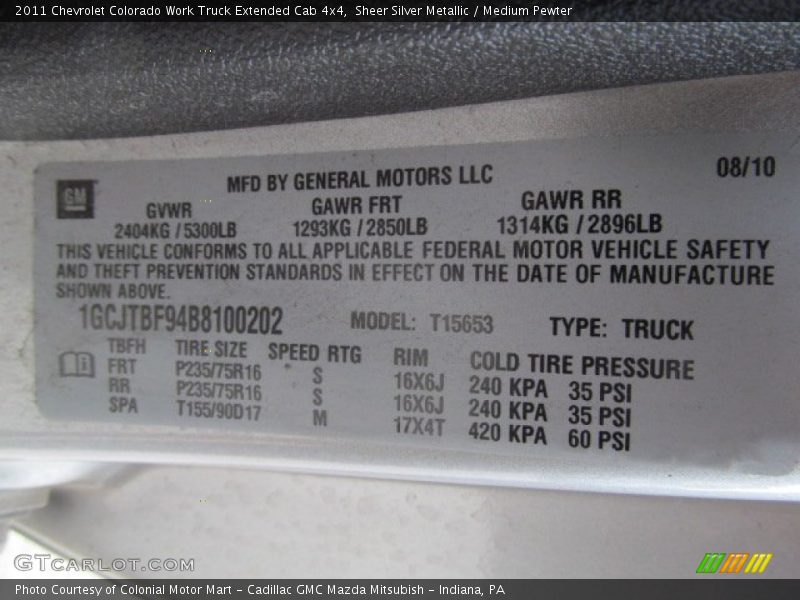 2011 Chevrolet Colorado Work Truck Extended Cab 4x4,  Sheer Silver Metallic / Medium Pewter
08/10
MFD BY GENERAL MOTORS LLC
GM
GVWR GAWR FRT GAWR RR
2404KG / 5300LB 1293KG / 2850LB 1314KG / 2896LB
THIS VEHICLE CONFORMS TO ALL APPLICABLE FEDERAL MOTOR VEHICLE SAFETY
AND THEFT PREVENTION STANDARDS IN EFFECT ON THE DATE OF MANUFACTURE
SHOWN ABOVE.
1GCJTBF94B8100202 MODEL: T15653 TYPE: TRUCK
TBFH TIRE SIZE SPEED RTG RIM COLD TIRE PRESSURE
FRT P235/75R16 S 16X6J 240 KPA 35 PSI
RR P235/75R16 S 16X6J 240 KPA 35 PSI
SPA T155/90D17 M 17X4T 420 KPA 60 PSI
GTCARLOT.COM
Photo Courtesy of Colonial Motor Mart - Cadillac GMC Mazda Mitsubish - Indiana, PA